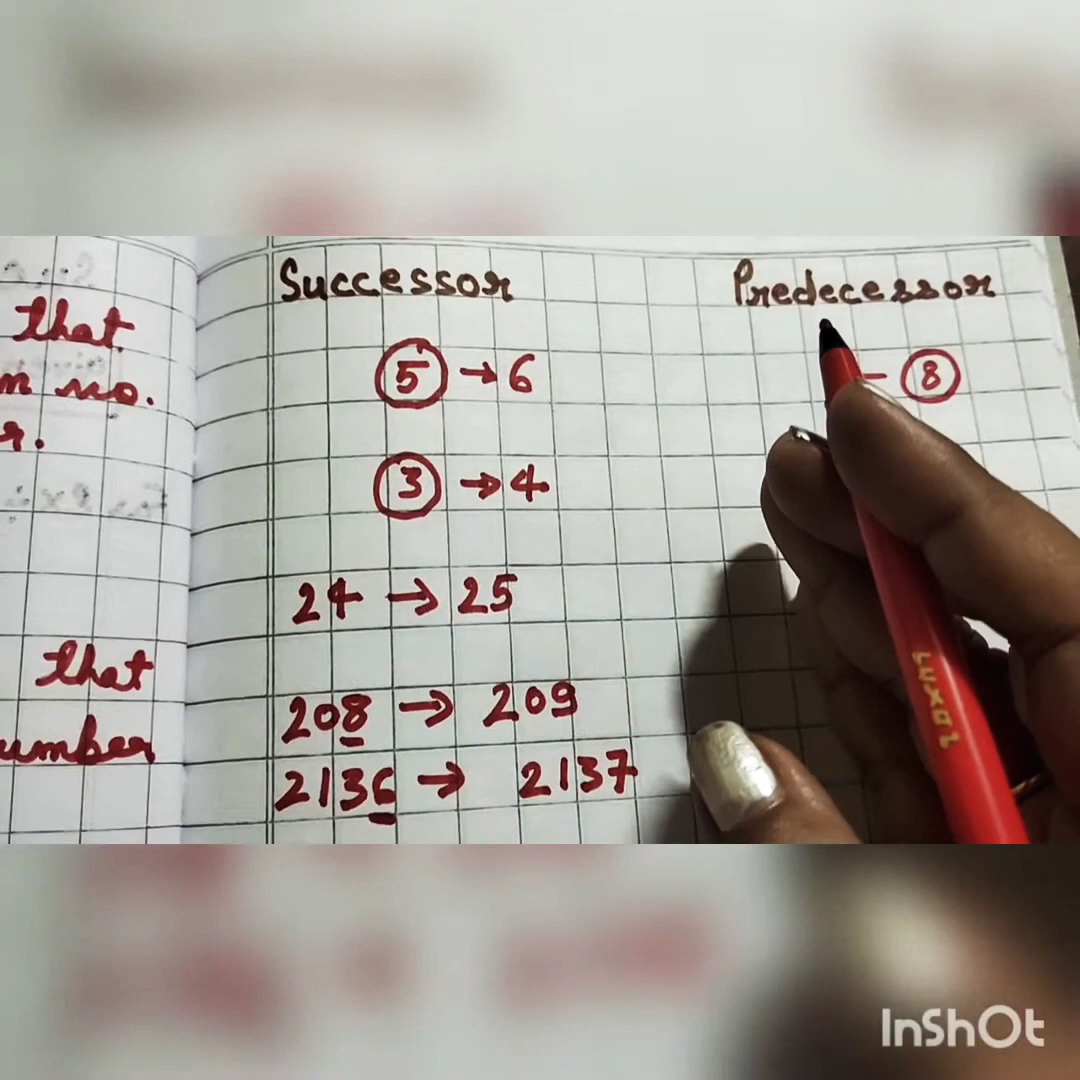 Successor Predecessor
that
no.
5 → 6 - 8
3 → 4
24 → 25
that
208 → 209
umber
2136 → 2137
LUXOR
InShOt